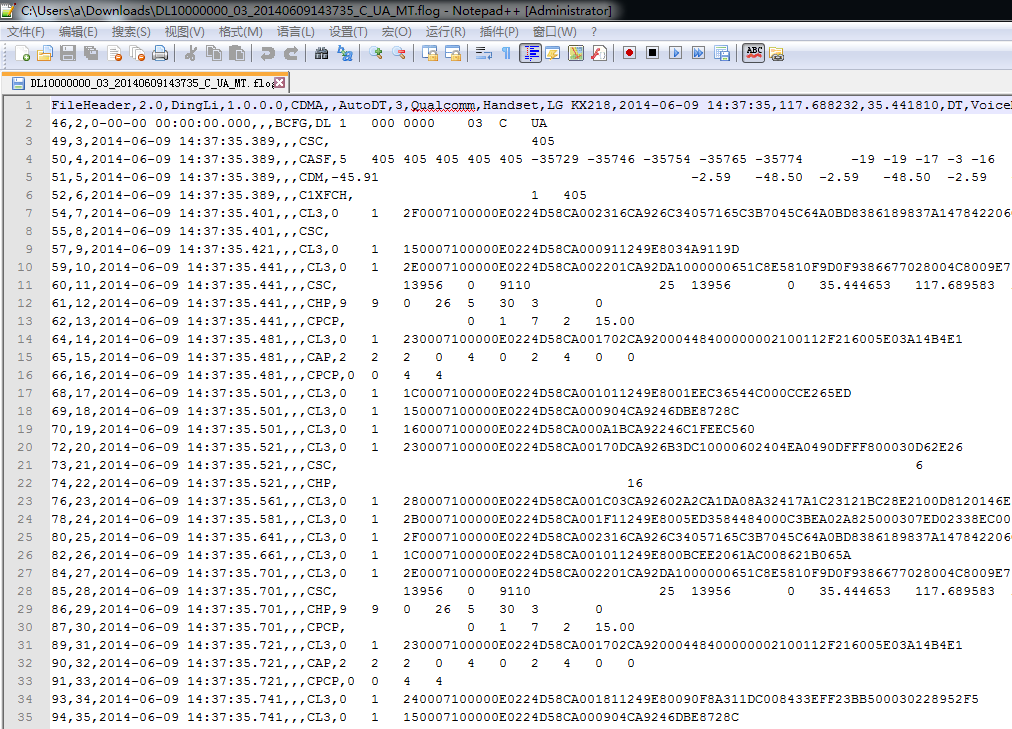 C:\Users\a\Downloads\DL10000000_03_20140609143735_C_UA_MT.flog - Notepad++ [Administrator]
文件(F) 编辑(E) 搜索(S) 视图(V) 格式(M) 语言(L) 设置(T) 宏(O) 运行(R) 插件(P) 窗口(W) ?
ABC
DL10000000_03_20140609143735_C_UA_MT.flog
1 FileHeader,2.0,DingLi,1.0.0.0,CDMA,,AutoDT,3,Qualcomm,Handset,LG KX218,2014-06-09 14:37:35,117.688232,35.441810,DT,Voice
2 46,2,0-00-00 00:00:00.000,,,BCFG,DL 1 000 0000 03 C UA
3 49,3,2014-06-09 14:37:35.389,,,CSC, 405
4 50,4,2014-06-09 14:37:35.389,,,CASF,5 405 405 405 405 405 -35729 -35746 -35754 -35765 -35774 -19 -19 -17 -3 -16
5 51,5,2014-06-09 14:37:35.389,,,CDM,-45.91 -2.59 -48.50 -2.59 -48.50 -2.59
6 52,6,2014-06-09 14:37:35.389,,,C1XFCH, 1 405
7 54,7,2014-06-09 14:37:35.401,,,CL3,0 1 2F0007100000E0224D58CA002316CA926C34057165C3B7045C64A0BD8386189837A147842206
8 55,8,2014-06-09 14:37:35.401,,,CSC,
9 57,9,2014-06-09 14:37:35.421,,,CL3,0 1 150007100000E0224D58CA000911249E8034A9119D
10 59,10,2014-06-09 14:37:35.441,,,CL3,0 1 2E0007100000E0224D58CA002201CA92DA1000000651C8E5810F9D0F9386677028004C8009E7
11 60,11,2014-06-09 14:37:35.441,,,CSC, 13956 0 9110 25 13956 0 35.444653 117.689583
12 61,12,2014-06-09 14:37:35.441,,,CHP,9 9 0 26 5 30 3 0
13 62,13,2014-06-09 14:37:35.441,,,CPCP, 0 1 7 2 15.00
14 64,14,2014-06-09 14:37:35.481,,,CL3,0 1 230007100000E0224D58CA001702CA92000448400000002100112F216005E03A14B4E1
15 65,15,2014-06-09 14:37:35.481,,,CAP,2 2 2 0 4 0 2 4 0 0
16 66,16,2014-06-09 14:37:35.481,,,CPCP,0 0 4 4
17 68,17,2014-06-09 14:37:35.501,,,CL3,0 1 1C0007100000E0224D58CA001011249E8001EEC36544C000CCE265ED
18 69,18,2014-06-09 14:37:35.501,,,CL3,0 1 150007100000E0224D58CA000904CA9246DBE8728C
19 70,19,2014-06-09 14:37:35.501,,,CL3,0 1 160007100000E0224D58CA000A1BCA92246C1FEEC560
20 72,20,2014-06-09 14:37:35.521,,,CL3,0 1 230007100000E0224D58CA00170DCA926B3DC10000602404EA0490DFFF800030D62E26
21 73,21,2014-06-09 14:37:35.521,,,CSC, 6
22 74,22,2014-06-09 14:37:35.521,,,CHP, 16
23 76,23,2014-06-09 14:37:35.561,,,CL3,0 1 280007100000E0224D58CA001C03CA92602A2CA1DA08A32417A1C23121BC28E2100D8120146E
24 78,24,2014-06-09 14:37:35.581,,,CL3,0 1 2B0007100000E0224D58CA001F11249E8005ED3584484000C3BEA02A825000307ED02338EC00
25 80,25,2014-06-09 14:37:35.641,,,CL3,0 1 2F0007100000E0224D58CA002316CA926C34057165C3B7045C64A0BD8386189837A147842206
26 82,26,2014-06-09 14:37:35.661,,,CL3,0 1 1C0007100000E0224D58CA001011249E800BCEE2061AC008621B065A
27 84,27,2014-06-09 14:37:35.701,,,CL3,0 1 2E0007100000E0224D58CA002201CA92DA1000000651C8E5810F9D0F9386677028004C8009E7
28 85,28,2014-06-09 14:37:35.701,,,CSC, 13956 0 9110 25 13956 0 35.444653 117.689583
29 86,29,2014-06-09 14:37:35.701,,,CHP,9 9 0 26 5 30 3 0
30 87,30,2014-06-09 14:37:35.701,,,CPCP, 0 1 7 2 15.00
31 89,31,2014-06-09 14:37:35.721,,,CL3,0 1 230007100000E0224D58CA001702CA92000448400000002100112F216005E03A14B4E1
32 90,32,2014-06-09 14:37:35.721,,,CAP,2 2 2 0 4 0 2 4 0 0
33 91,33,2014-06-09 14:37:35.721,,,CPCP,0 0 4 4
34 93,34,2014-06-09 14:37:35.741,,,CL3,0 1 240007100000E0224D58CA001811249E80090F8A311DC008433EFF23BB500030228952F5
35 94,35,2014-06-09 14:37:35.741,,,CL3,0 1 150007100000E0224D58CA000904CA9246DBE8728C